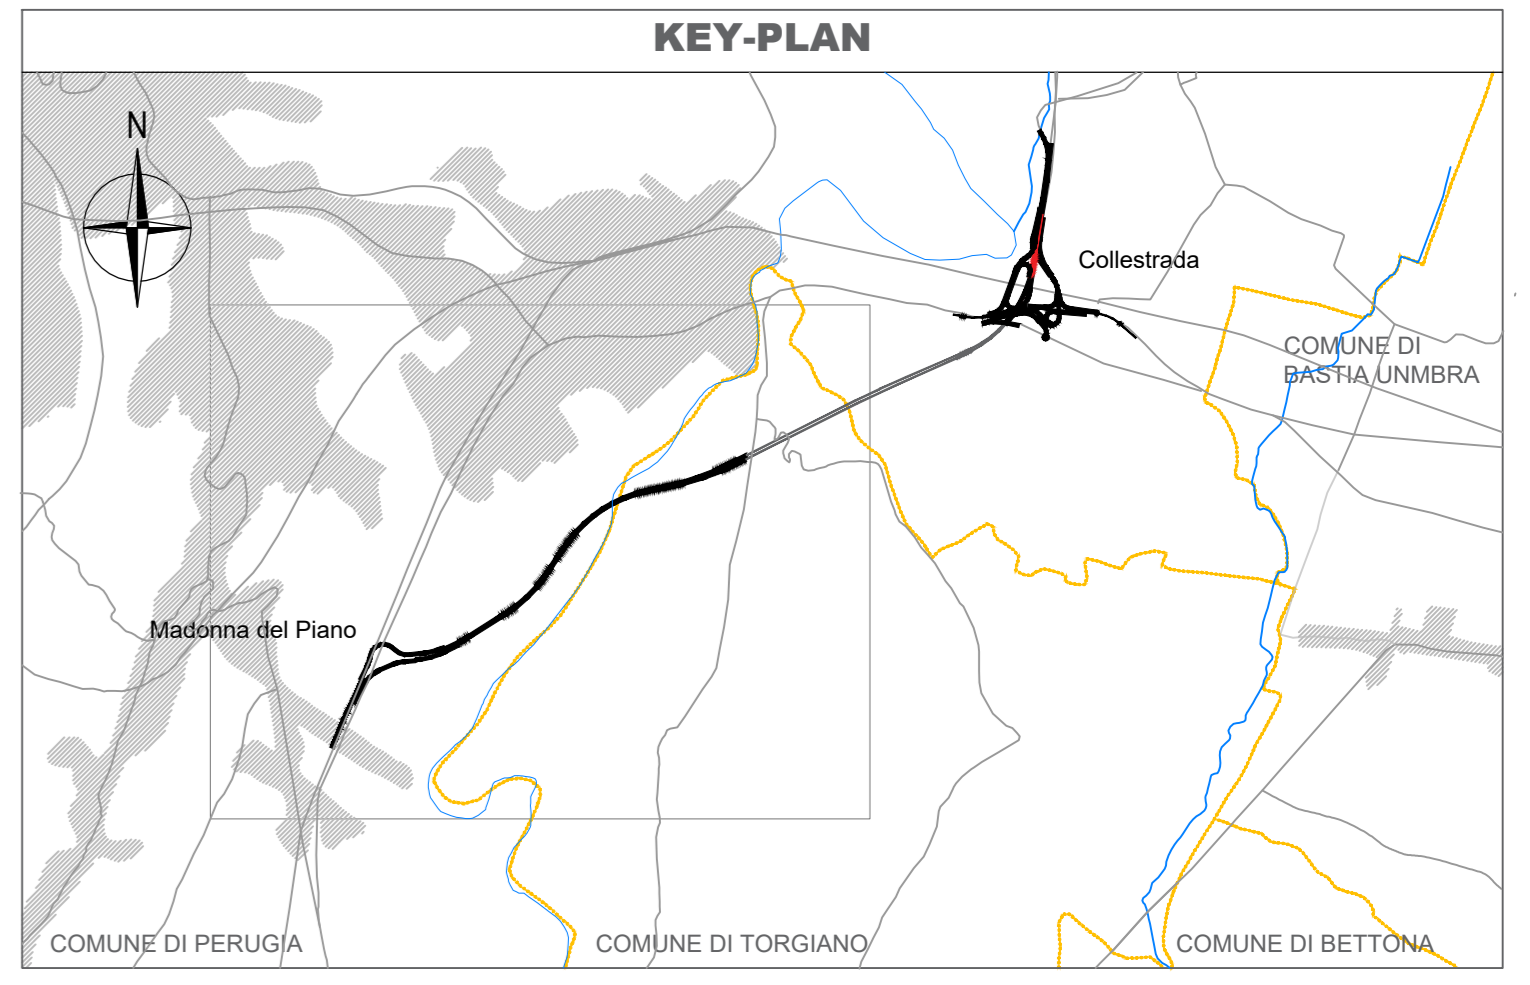 KEY-PLAN
N
Collestrada
COMUNE DI
BASTIA UNMBRA
Madonna del Piano
COMUNE DI PERUGIA
COMUNE DI TORGIANO
COMUNE DI BETTONA